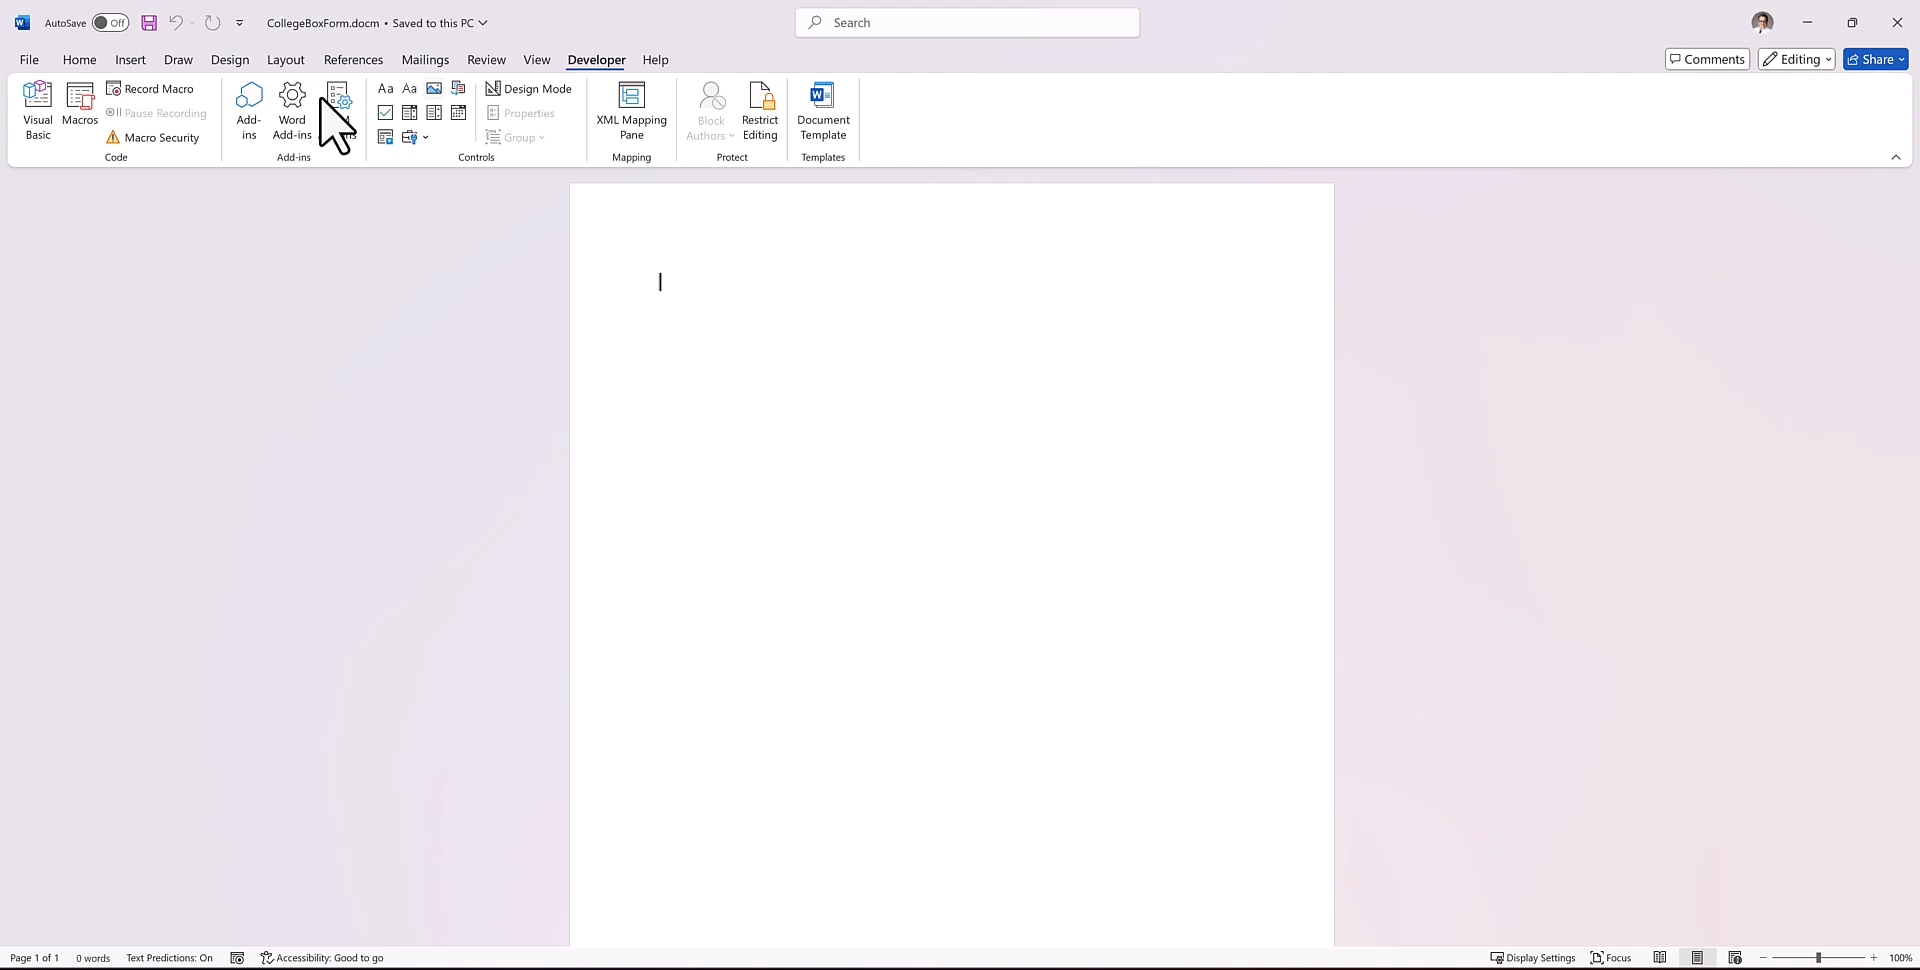 AutoSave Off CollegeBoxForm.docm • Saved to this PC Search
File Home Insert Draw Design Layout References Mailings Review View Developer Help Comments Editing Share
Visual Basic
Macros
Record Macro
Pause Recording
Macro Security
Code
Add-ins
Word Add-ins
Add-ins
Aa Aa
Design Mode
Properties
Group
Controls
XML Mapping Pane
Mapping
Block Authors
Restrict Editing
Protect
Document Template
Templates
Page 1 of 1 0 words Text Predictions: On Accessibility: Good to go Display Settings Focus 100%